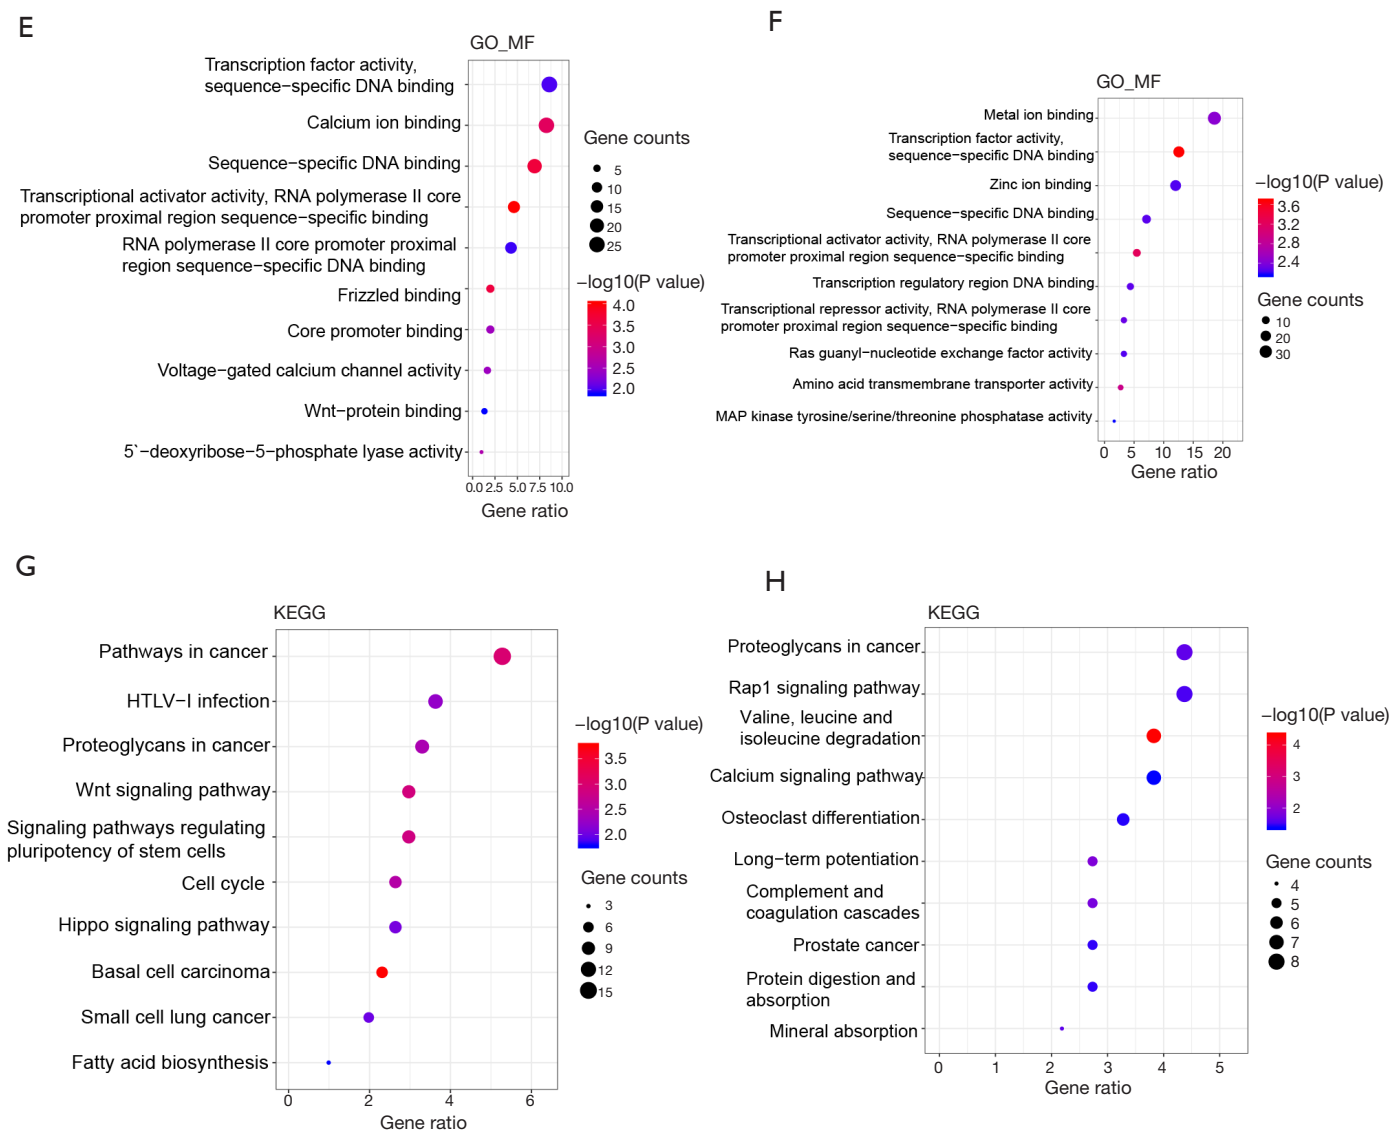 E
GO_MF
Transcription factor activity,
sequence−specific DNA binding
Calcium ion binding
Sequence−specific DNA binding
Transcriptional activator activity, RNA polymerase II core
promoter proximal region sequence−specific binding
RNA polymerase II core promoter proximal
region sequence−specific DNA binding
Frizzled binding
Core promoter binding
Voltage−gated calcium channel activity
Wnt−protein binding
5`−deoxyribose−5−phosphate lyase activity
0.0 2.5 5.0 7.5 10.0
Gene ratio
Gene counts
5
10
15
20
25
−log10(P value)
4.0
3.5
3.0
2.5
2.0
F
GO_MF
Metal ion binding
Transcription factor activity,
sequence−specific DNA binding
Zinc ion binding
Sequence−specific DNA binding
Transcriptional activator activity, RNA polymerase II core
promoter proximal region sequence−specific binding
Transcription regulatory region DNA binding
Transcriptional repressor activity, RNA polymerase II core
promoter proximal region sequence−specific binding
Ras guanyl−nucleotide exchange factor activity
Amino acid transmembrane transporter activity
MAP kinase tyrosine/serine/threonine phosphatase activity
0 5 10 15 20
Gene ratio
−log10(P value)
3.6
3.2
2.8
2.4
Gene counts
10
20
30
G
KEGG
Pathways in cancer
HTLV−I infection
Proteoglycans in cancer
Wnt signaling pathway
Signaling pathways regulating
pluripotency of stem cells
Cell cycle
Hippo signaling pathway
Basal cell carcinoma
Small cell lung cancer
Fatty acid biosynthesis
0 2 4 6
Gene ratio
−log10(P value)
3.5
3.0
2.5
2.0
Gene counts
3
6
9
12
15
H
KEGG
Proteoglycans in cancer
Rap1 signaling pathway
Valine, leucine and
isoleucine degradation
Calcium signaling pathway
Osteoclast differentiation
Long−term potentiation
Complement and
coagulation cascades
Prostate cancer
Protein digestion and
absorption
Mineral absorption
0 1 2 3 4 5
Gene ratio
−log10(P value)
4
3
2
Gene counts
4
5
6
7
8